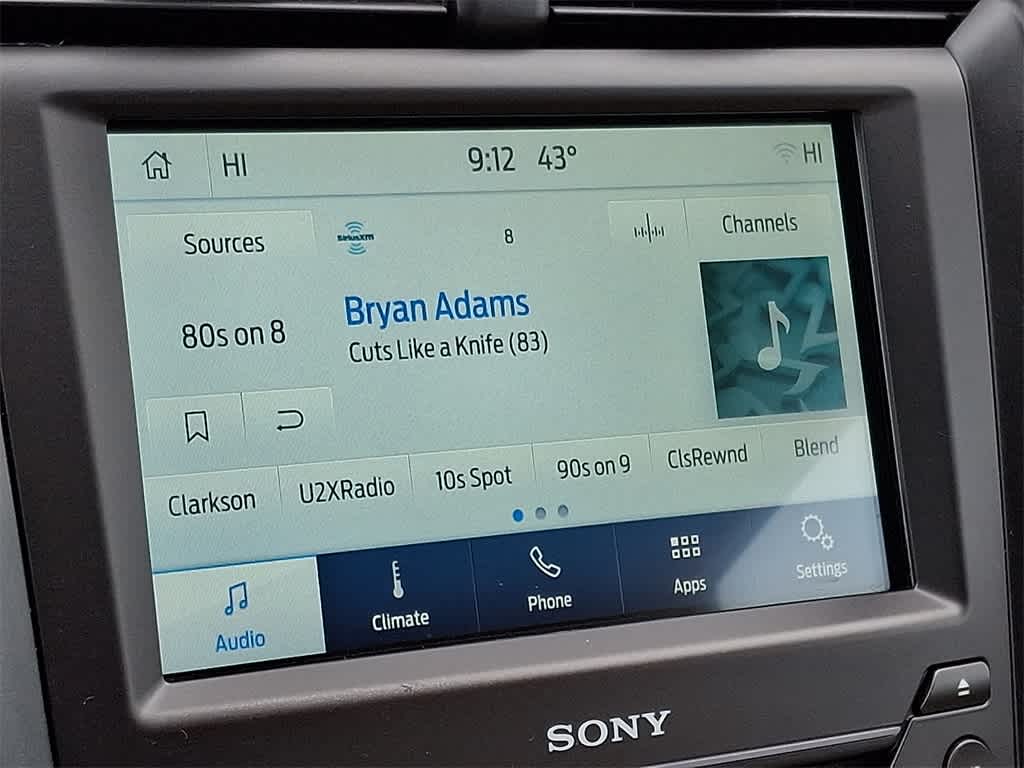 HI 9:12 43° HI
Sources SiriusXM 8 Channels
80s on 8
Bryan Adams
Cuts Like a Knife (83)
Clarkson U2XRadio 10s Spot 90s on 9 ClsRewnd Blend
Audio Climate Phone Apps Settings
SONY